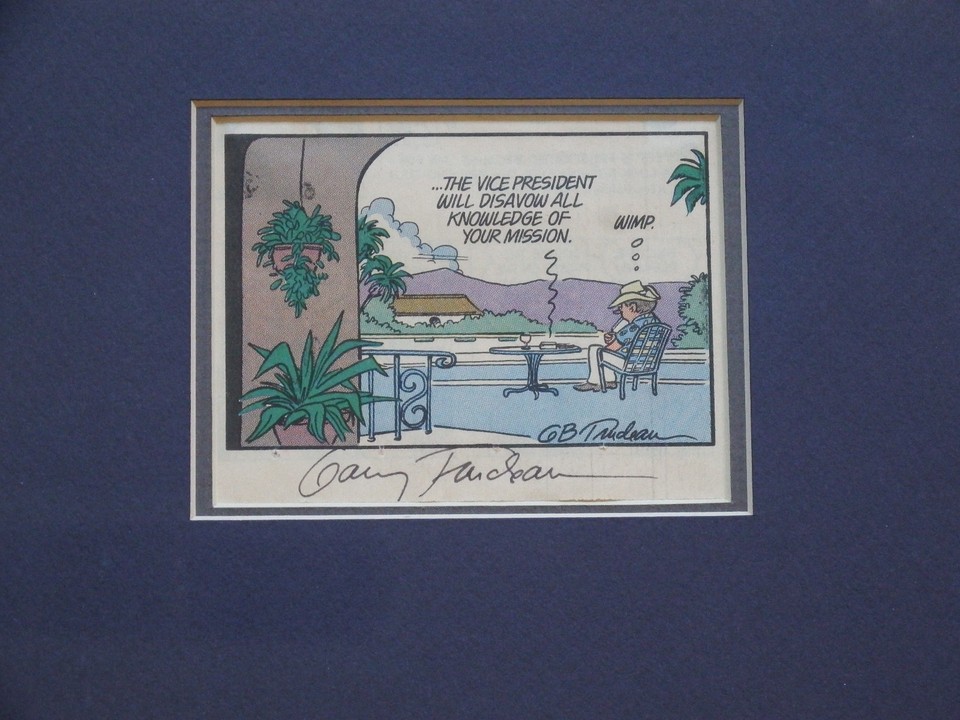 ...THE VICE PRESIDENT
WILL DISAVOW ALL
KNOWLEDGE OF
YOUR MISSION.
WIMP.
GB Trudeau
Garry Trudeau